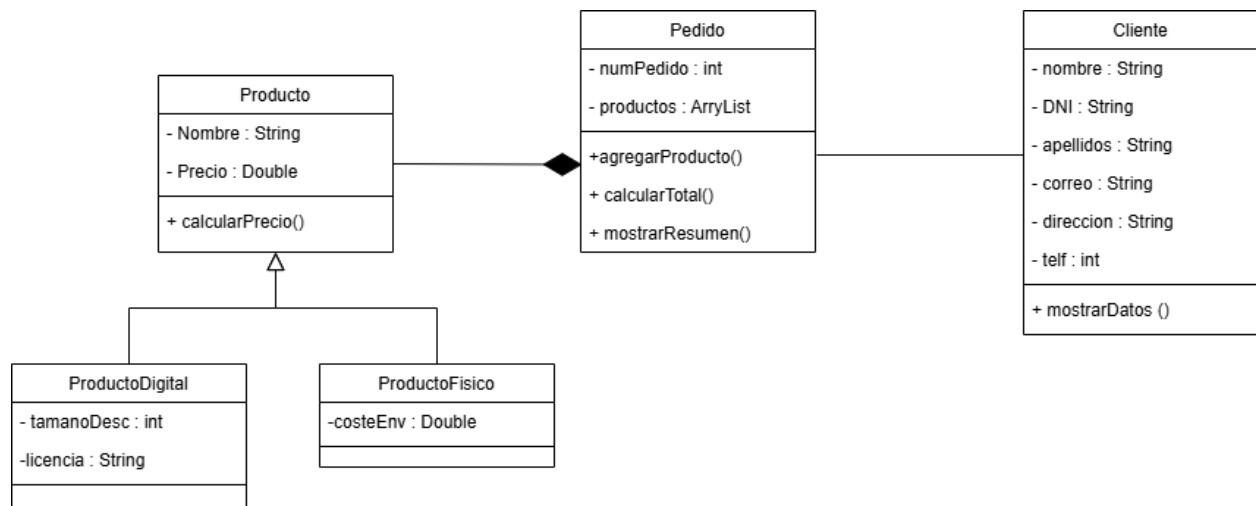 Producto
- Nombre : String
- Precio : Double
+ calcularPrecio()
Pedido
- numPedido : int
- productos : ArryList
+agregarProducto()
+ calcularTotal()
+ mostrarResumen()
Cliente
- nombre : String
- DNI : String
- apellidos : String
- correo : String
- direccion : String
- telf : int
+ mostrarDatos ()
ProductoDigital
- tamanoDesc : int
-licencia : String
ProductoFisico
-costeEnv : Double